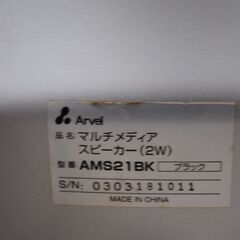 Arvel
品名:マルチメディア
スピーカー(2W)
型番:AMS21BK ブラック
S/N: 0303181011
MADE IN CHINA